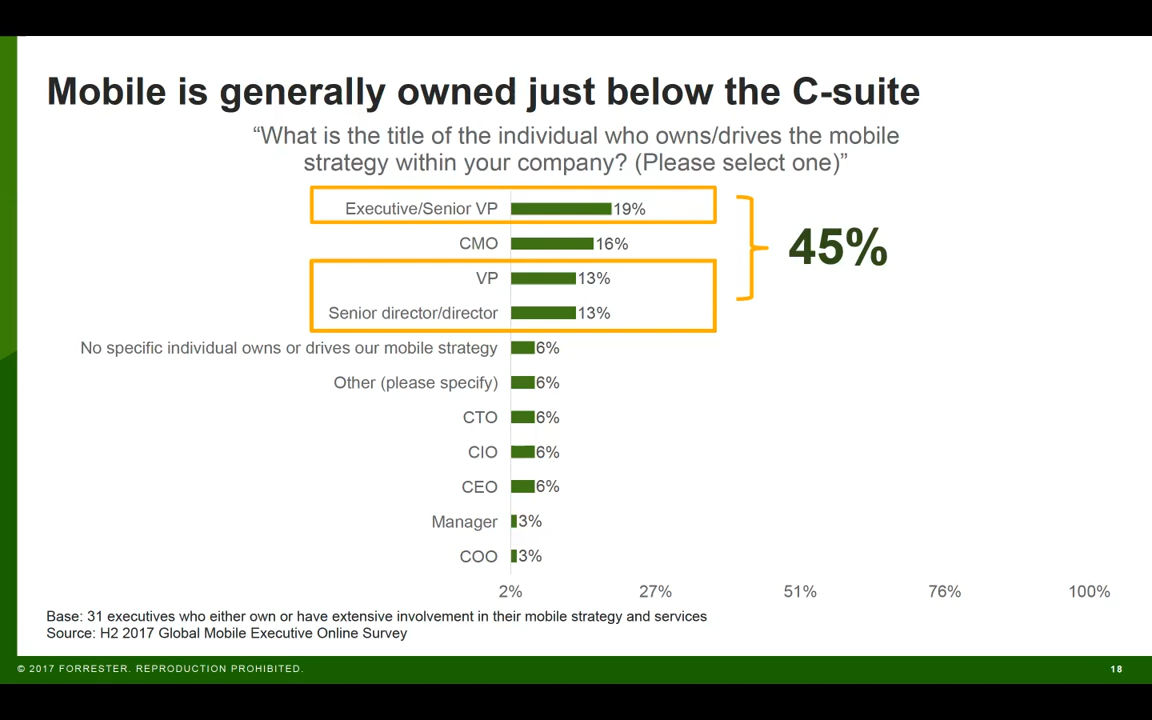 Mobile is generally owned just below the C-suite
“What is the title of the individual who owns/drives the mobile
strategy within your company? (Please select one)”
Executive/Senior VP 19%
CMO 16%
45%
VP 13%
Senior director/director 13%
No specific individual owns or drives our mobile strategy 6%
Other (please specify) 6%
CTO 6%
CIO 6%
CEO 6%
Manager 3%
COO 3%
2% 27% 51% 76% 100%
Base: 31 executives who either own or have extensive involvement in their mobile strategy and services
Source: H2 2017 Global Mobile Executive Online Survey
© 2017 FORRESTER. REPRODUCTION PROHIBITED. 18